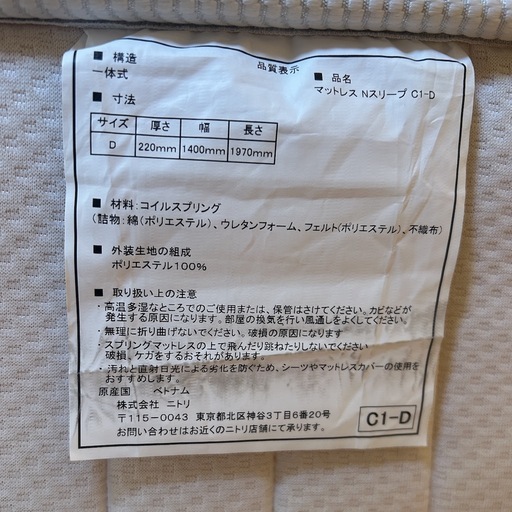 品質表示
■ 構造
一体式
■ 品名
マットレス Nスリープ C1-D
■ 寸法
サイズ 厚さ 幅 長さ
D 220mm 1400mm 1970mm
■ 材料:コイルスプリング
(詰物:綿(ポリエステル)、ウレタンフォーム、フェルト(ポリエステル)、不織布)
■ 外装生地の組成
ポリエステル100%
■ 取り扱い上の注意
・高温多湿なところでのご使用または、保管はさけてください。カビなどが
発生する原因になります。部屋の換気を行い風通しをよくしてください。
・無理に折り曲げないでください。破損の原因になります
・スプリングマットレスの上で飛んだり跳ねたりしないでください
破損、ケガをするおそれがあります。
・汚れと直射日光による劣化を防ぐため、シーツやマットレスカバーの使用を
おすすめします。
原産国 ベトナム
株式会社 ニトリ
〒115-0043 東京都北区神谷3丁目6番20号
お問い合わせはお近くのニトリ店舗にて承ります。
C1-D